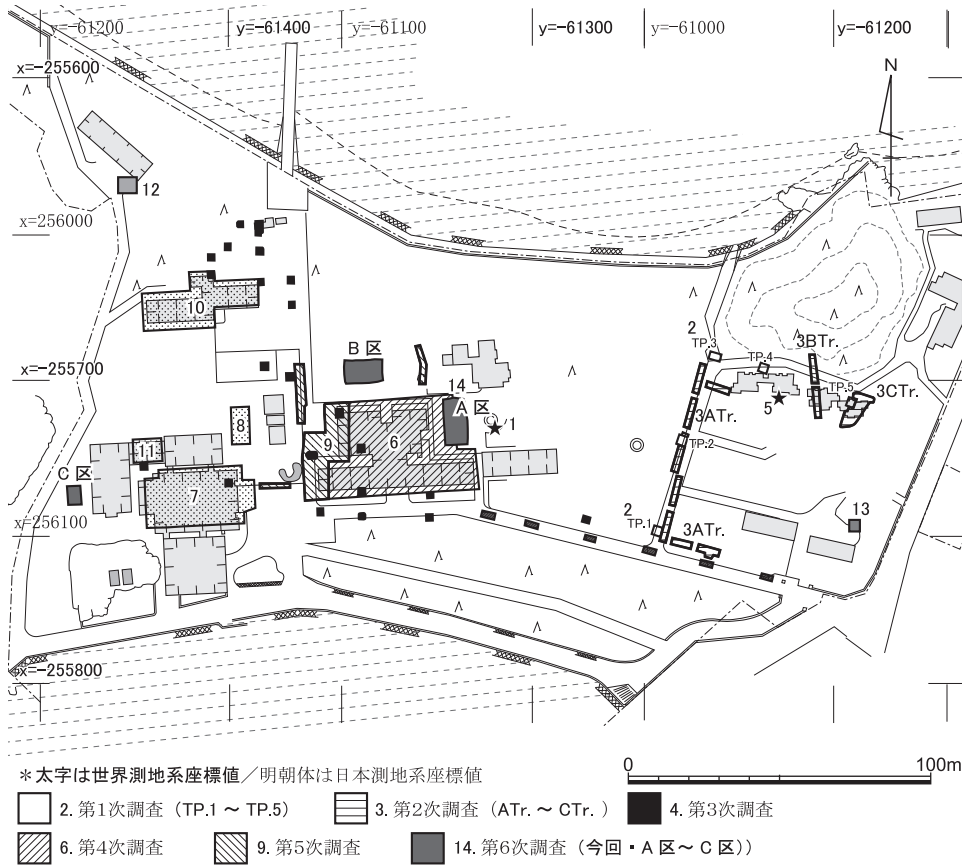 y=-61200
y=-61400
y=-61100
y=-61300
y=-61000
y=-61200
x=-255600
N
12
x=256000
10
B 区
2
TP.3
TP.4
3BTr.
x=-255700
14
A 区
TP.5
3CTr.
5
1
3ATr.
8
9
6
TP.2
11
C 区
7
x=256100
2
TP.1
3ATr.
13
x=-255800
*太字は世界測地系座標値/明朝体は日本測地系座標値
0
100m
2. 第1次調査 (TP.1 ~ TP.5)
3. 第2次調査 (ATr. ~ CTr. )
4. 第3次調査
6. 第4次調査
9. 第5次調査
14. 第6次調査 (今回・A 区~ C 区))